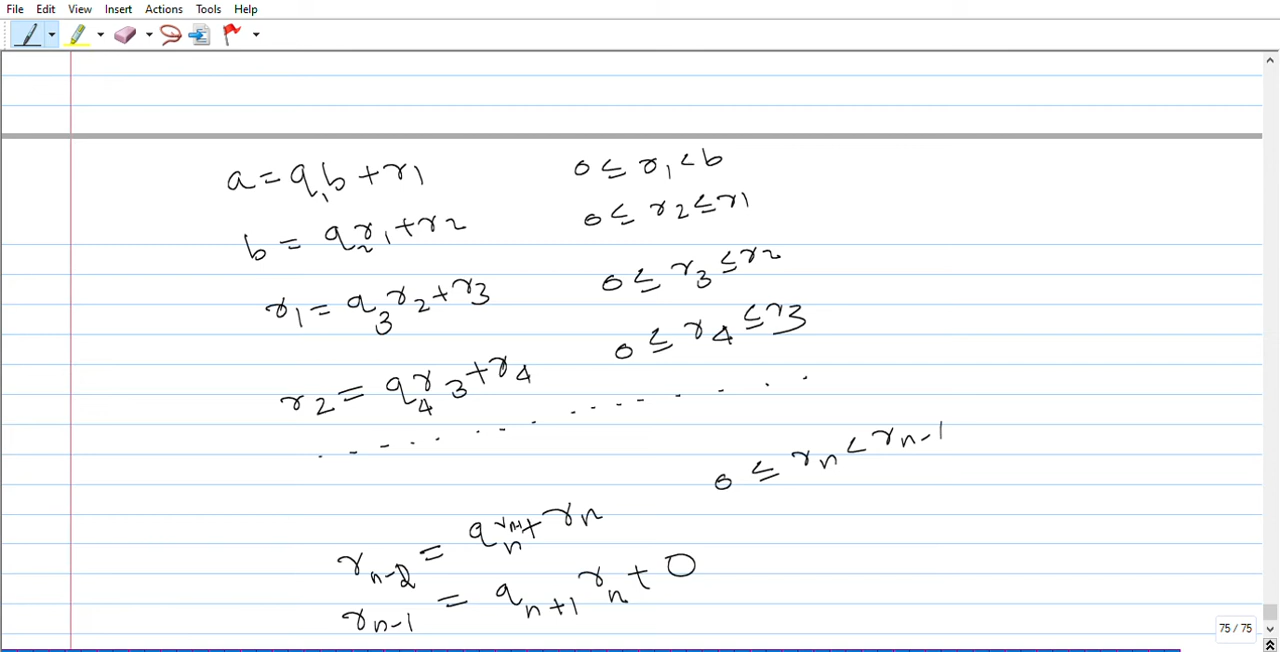 File Edit View Insert Actions Tools Help
a = q₁b + r₁ 0 ≤ r₁ < b
b = q₂r₁ + r₂ 0 ≤ r₂ ≤ r₁
r₁ = q₃r₂ + r₃ 0 ≤ r₃ ≤ r₂
r₂ = q₄r₃ + r₄ 0 ≤ r₄ ≤ r₃
0 ≤ rₙ < rₙ₋₁
rₙ₋₂ = qₙ + rₙ
rₙ₋₁ = qₙ₊₁ rₙ + 0
75 / 75